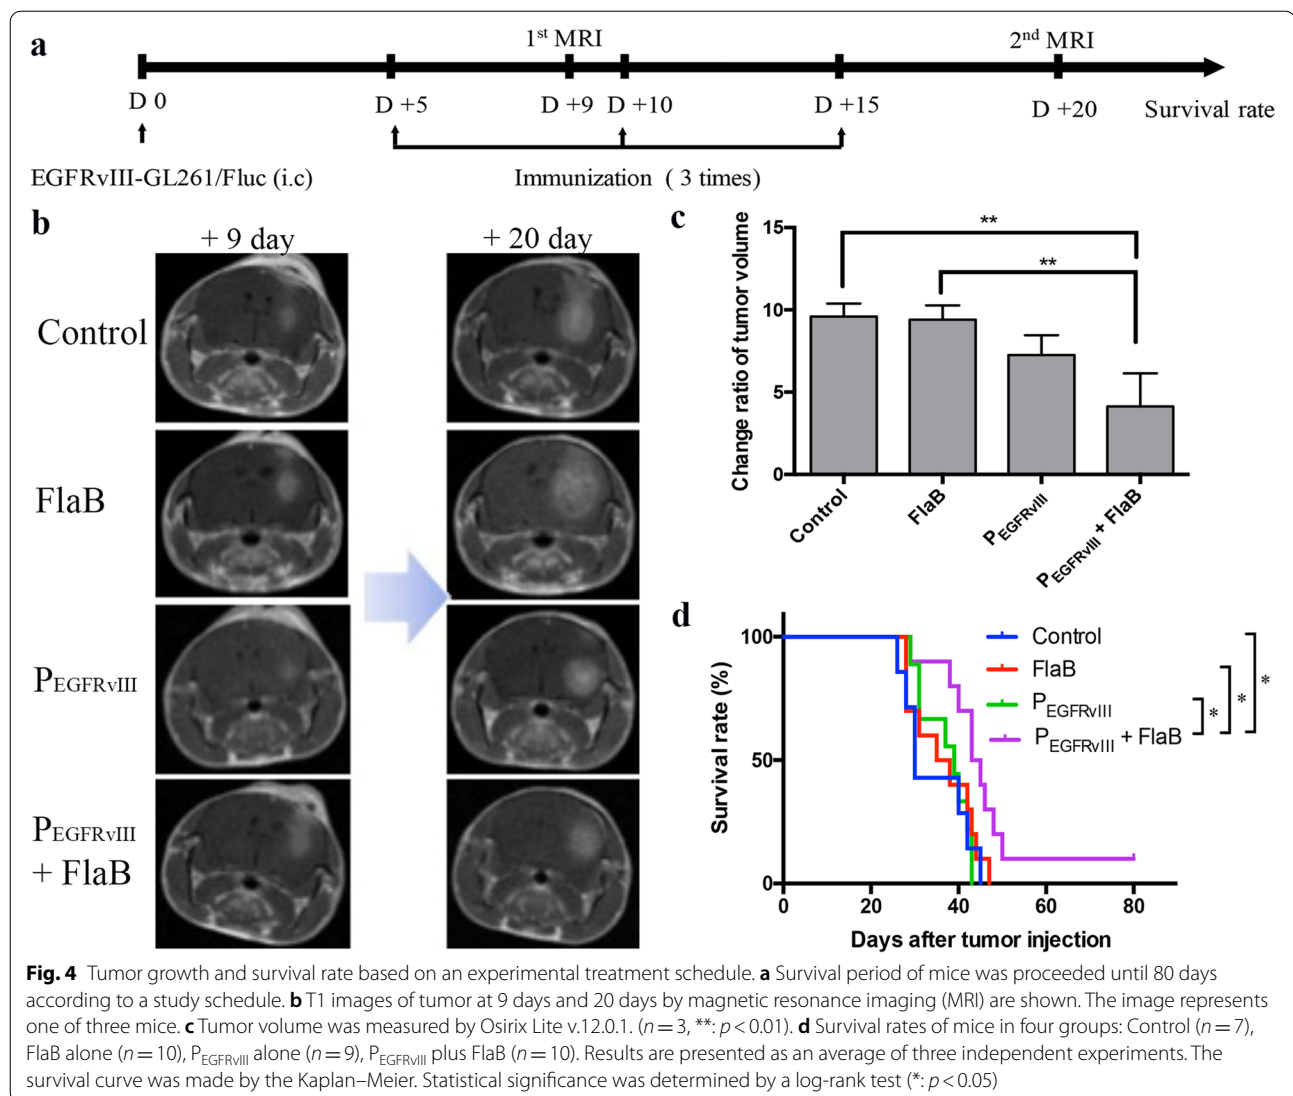 a
1st MRI
2nd MRI
D 0
D +5
D +9
D +10
D +15
D +20
Survival rate
EGFRvIII-GL261/Fluc (i.c)
Immunization ( 3 times)
b
+ 9 day
+ 20 day
Control
FlaB
PEGFRvIII
PEGFRvIII
+ FlaB
c
Change ratio of tumor volume
15
10
5
0
**
**
Control
FlaB
PEGFRvIII
PEGFRvIII + FlaB
d
Survival rate (%)
100
50
0
0
20
40
60
80
Days after tumor injection
Control
FlaB
PEGFRvIII
PEGFRvIII + FlaB
*
*
*
Fig. 4 Tumor growth and survival rate based on an experimental treatment schedule. a Survival period of mice was proceeded until 80 days
according to a study schedule. b T1 images of tumor at 9 days and 20 days by magnetic resonance imaging (MRI) are shown. The image represents
one of three mice. c Tumor volume was measured by Osirix Lite v.12.0.1. (n = 3, **: p < 0.01). d Survival rates of mice in four groups: Control (n = 7),
FlaB alone (n = 10), PEGFRvIII alone (n = 9), PEGFRvIII plus FlaB (n = 10). Results are presented as an average of three independent experiments. The
survival curve was made by the Kaplan–Meier. Statistical significance was determined by a log-rank test (*: p < 0.05)